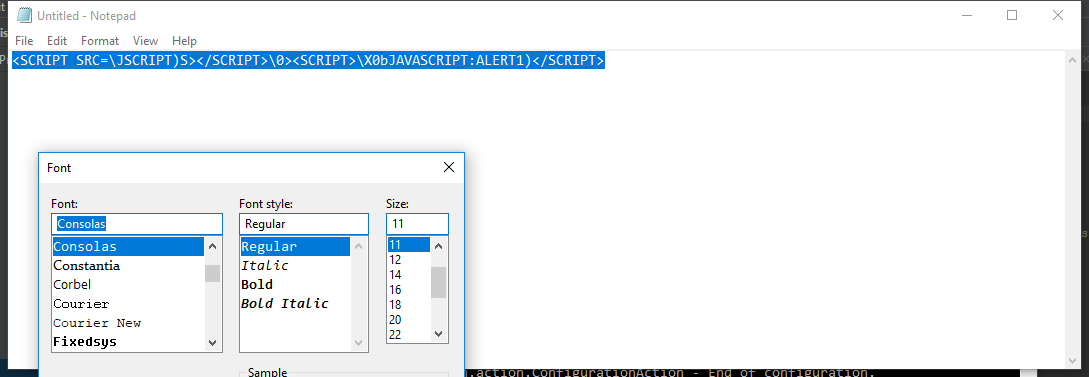 Untitled - Notepad
File Edit Format View Help
<SCRIPT SRC=\JSCRIPT)S></SCRIPT>\0><SCRIPT>\X0bJAVASCRIPT:ALERT1)</SCRIPT>
Font
Font: Font style: Size:
Consolas Regular 11
Consolas Regular 11
Constantia Italic 12
Corbel Bold 14
Courier Bold Italic 16
Courier New 18
Fixedsys 20
22
Sample
.action.ConfigurationAction - End of configuration.